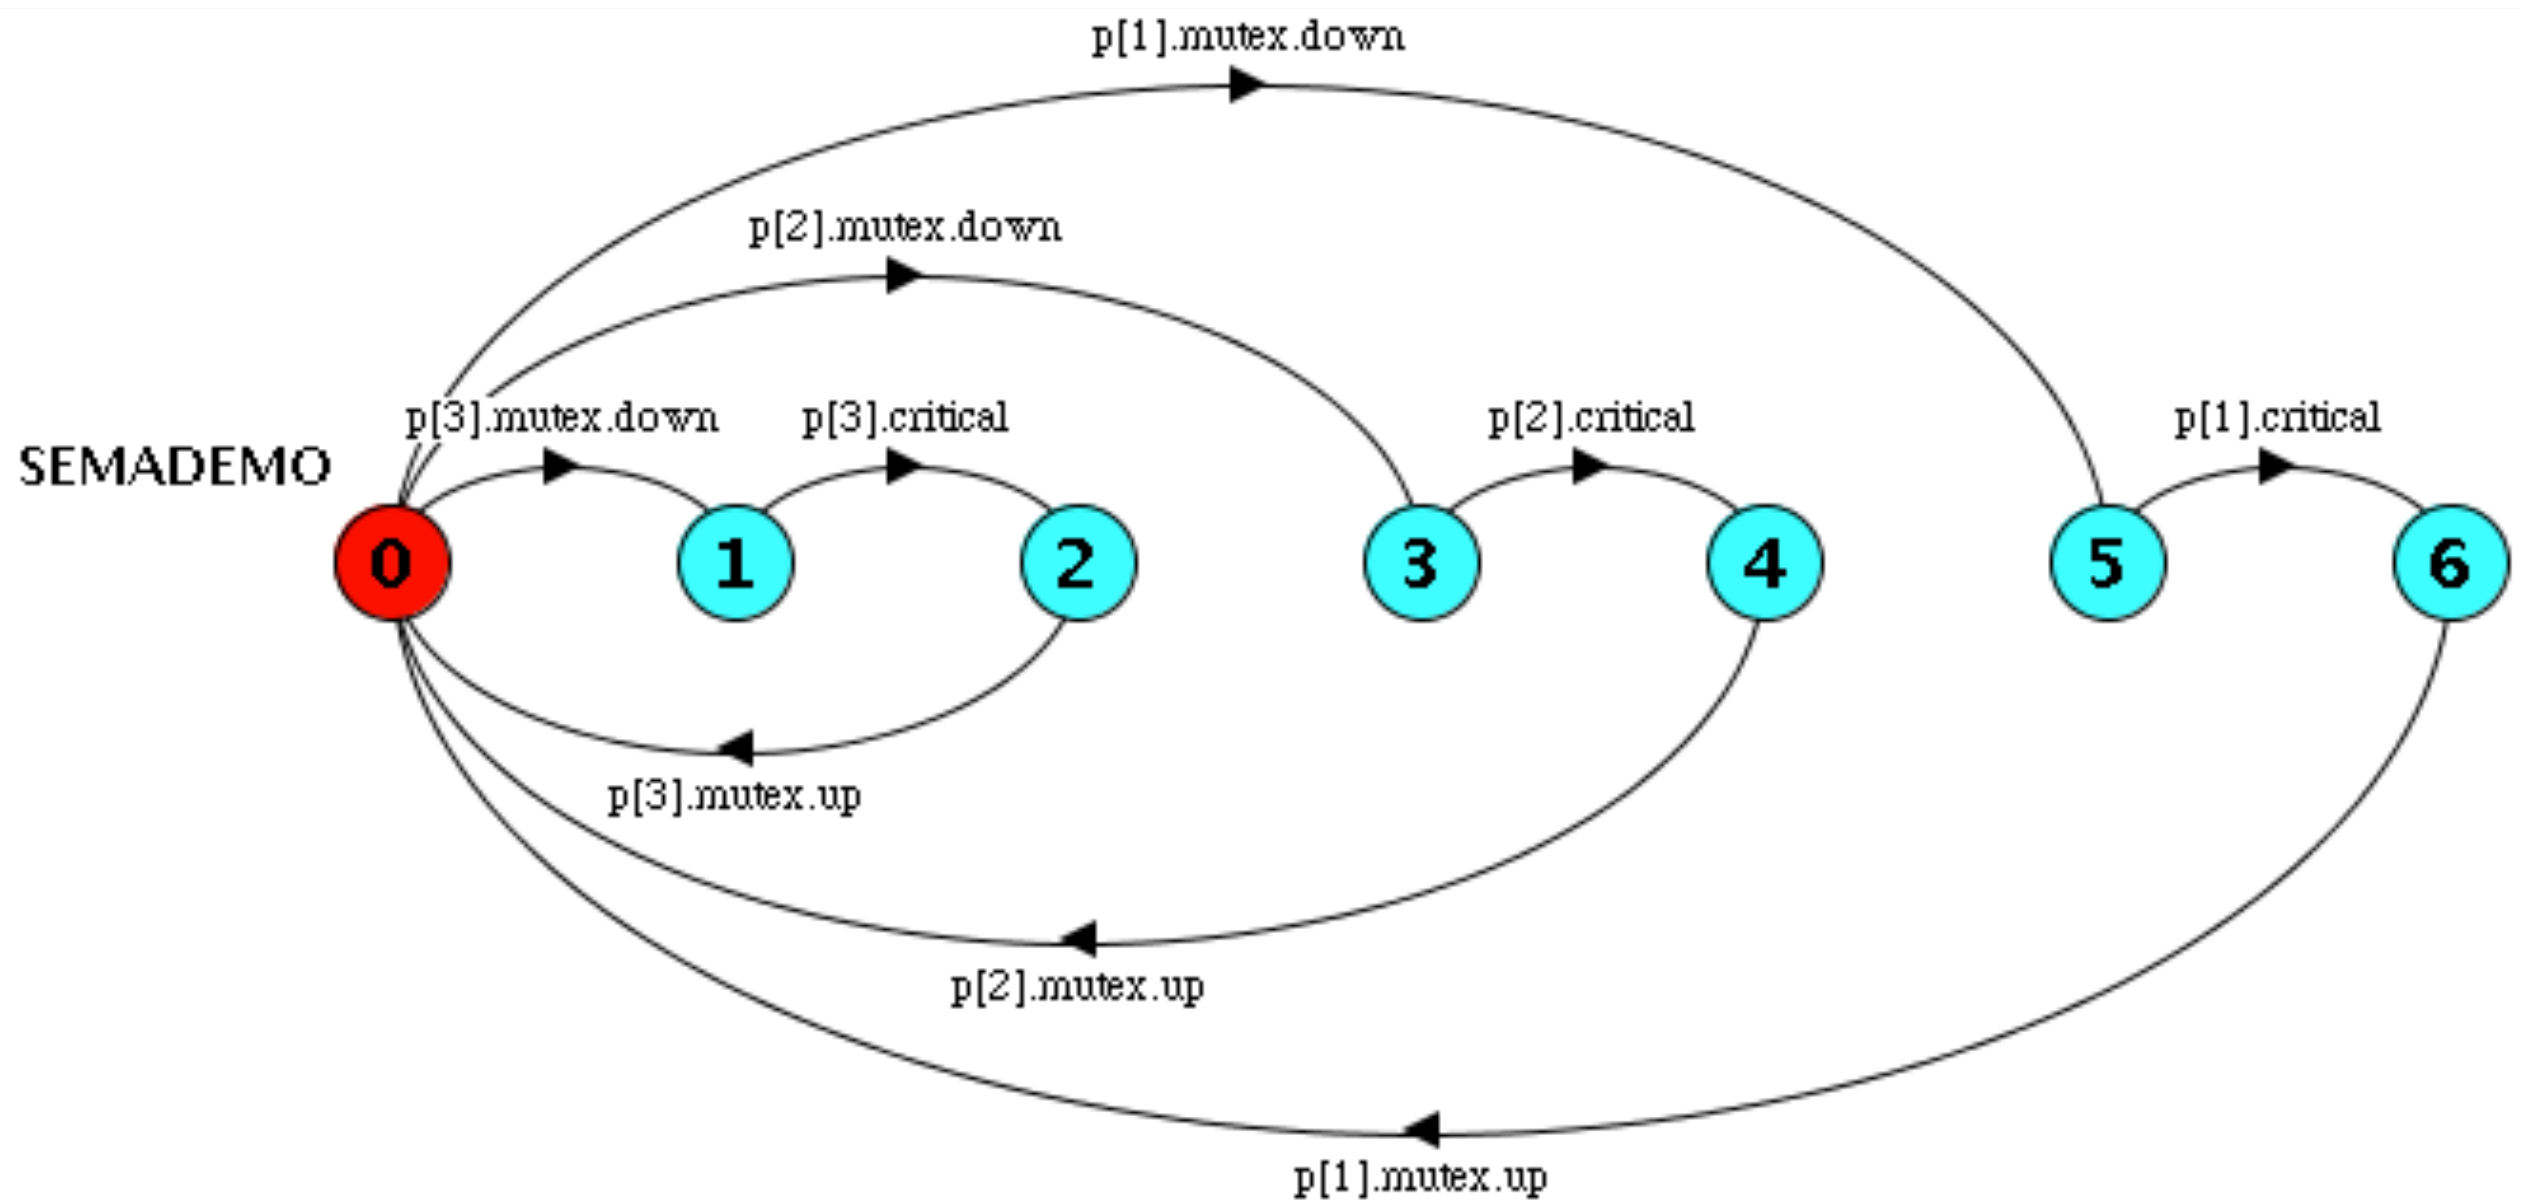 p[1].mutex.down
p[2].mutex.down
p[3].mutex.down
p[3].critical
p[2].critical
p[1].critical
SEMADEMO
0
1
2
3
4
5
6
p[3].mutex.up
p[2].mutex.up
p[1].mutex.up